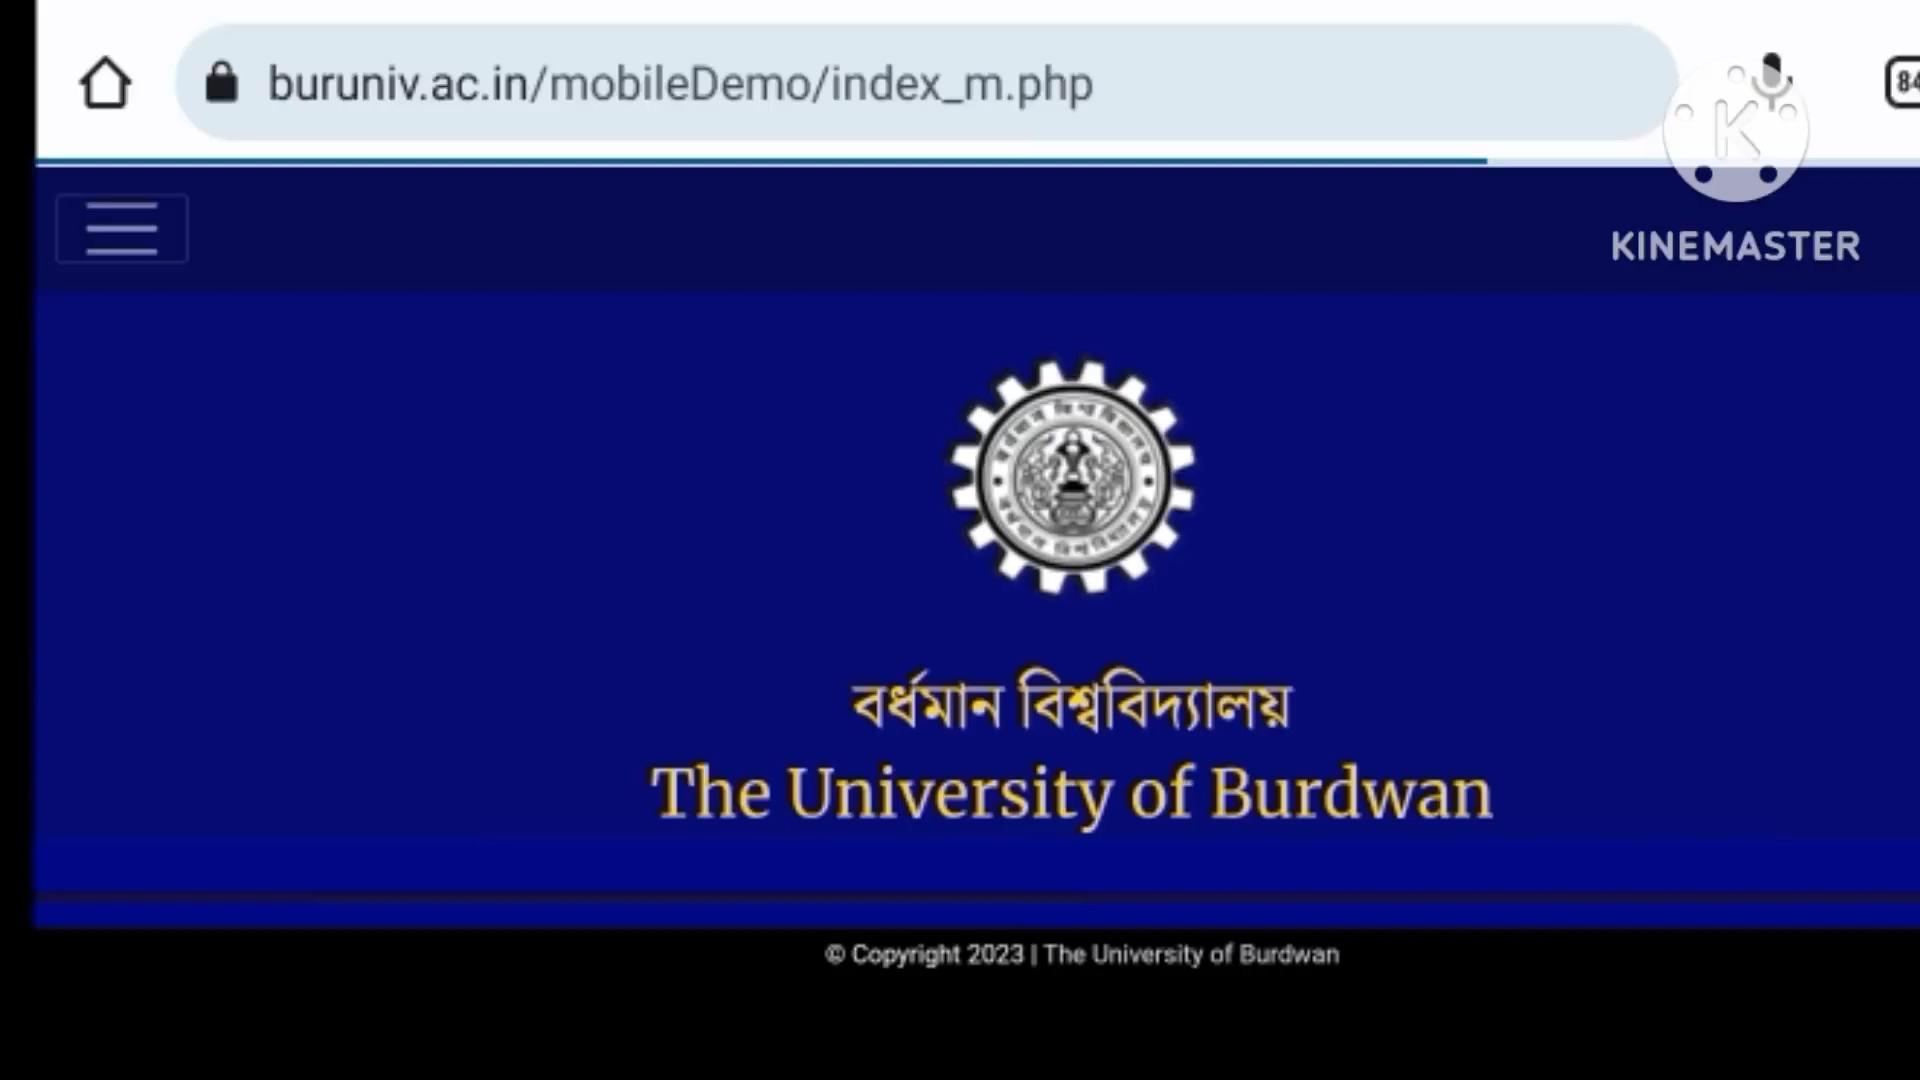 buruniv.ac.in/mobileDemo/index_m.php
84
K
KINEMASTER
বর্ধমান বিশ্ববিদ্যালয়
The University of Burdwan
© Copyright 2023 | The University of Burdwan